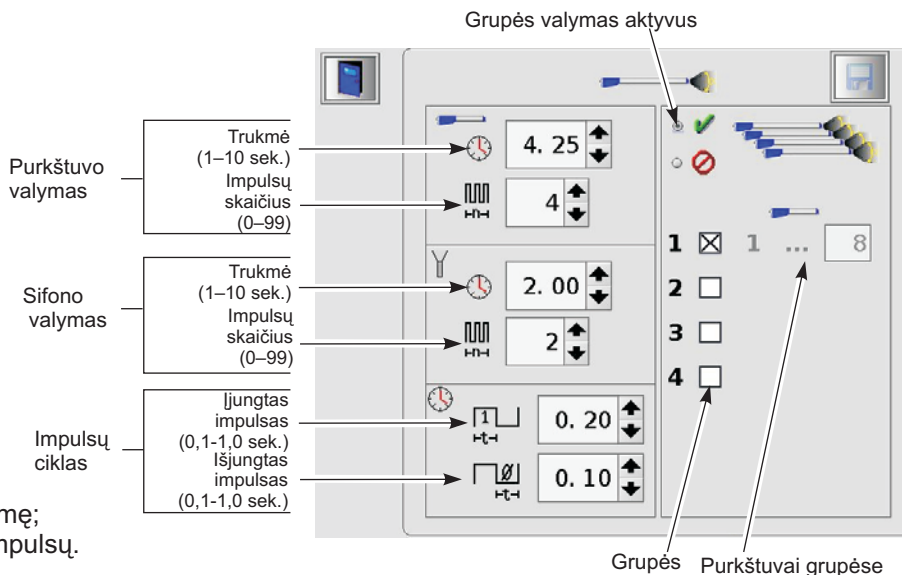 Grupės valymas aktyvus
Purkštuvo
valymas
Trukmė
(1–10 sek.)
Impulsų
skaičius
(0–99)
4. 25
4
Sifono
valymas
Trukmė
(1–10 sek.)
Impulsų
skaičius
(0–99)
2. 00
2
Impulsų
ciklas
Įjungtas
impulsas
(0,1-1,0 sek.)
Išjungtas
impulsas
(0,1-1,0 sek.)
n
n
1
t
0. 20
Ø
t
0. 10
1 1 ... 8
2
3
4
mę;
mpulsų.
Grupės
Purkštuvai grupėse